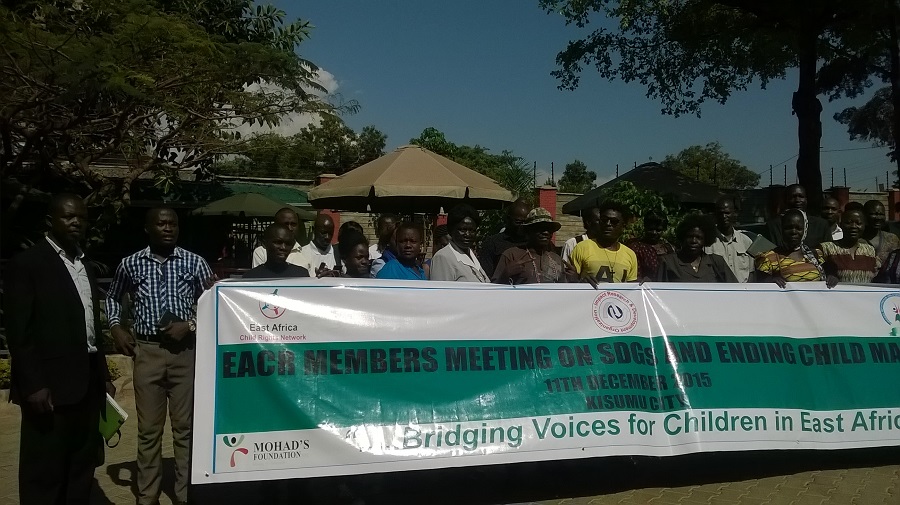 East Africa
Child Rights Network
EACR MEMBERS MEETING ON SDGs AND ENDING CHILD MA
11TH DECEMBER 2015
KISUMU CITY
MOHAD'S
FOUNDATION
Bridging Voices for Children in East Afric